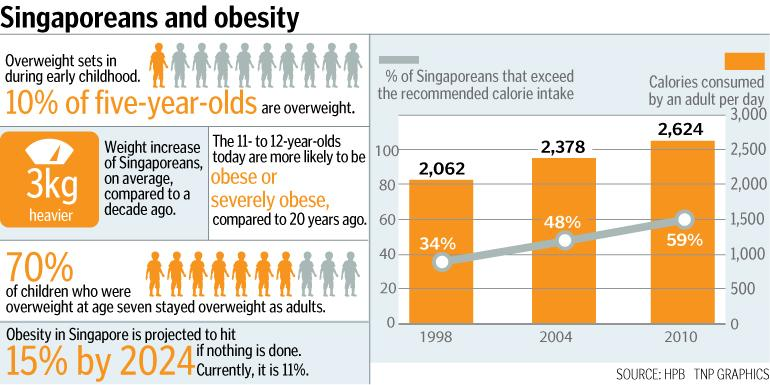 Singaporeans and obesity
Overweight sets in
during early childhood.
10% of five-year-olds are overweight.
3kg
heavier
Weight increase
of Singaporeans,
on average,
compared to a
decade ago.
The 11- to 12-year-olds
today are more likely to be
obese or
severely obese,
compared to 20 years ago.
70%
of children who were
overweight at age seven stayed overweight as adults.
Obesity in Singapore is projected to hit
15% by 2024 if nothing is done.
Currently, it is 11%.
% of Singaporeans that exceed
the recommended calorie intake
Calories consumed
by an adult per day
100
80
60
40
20
0
3,000
2,500
2,000
1,500
1,000
500
0
2,062
2,378
2,624
34%
48%
59%
1998
2004
2010
SOURCE: HPB TNP GRAPHICS